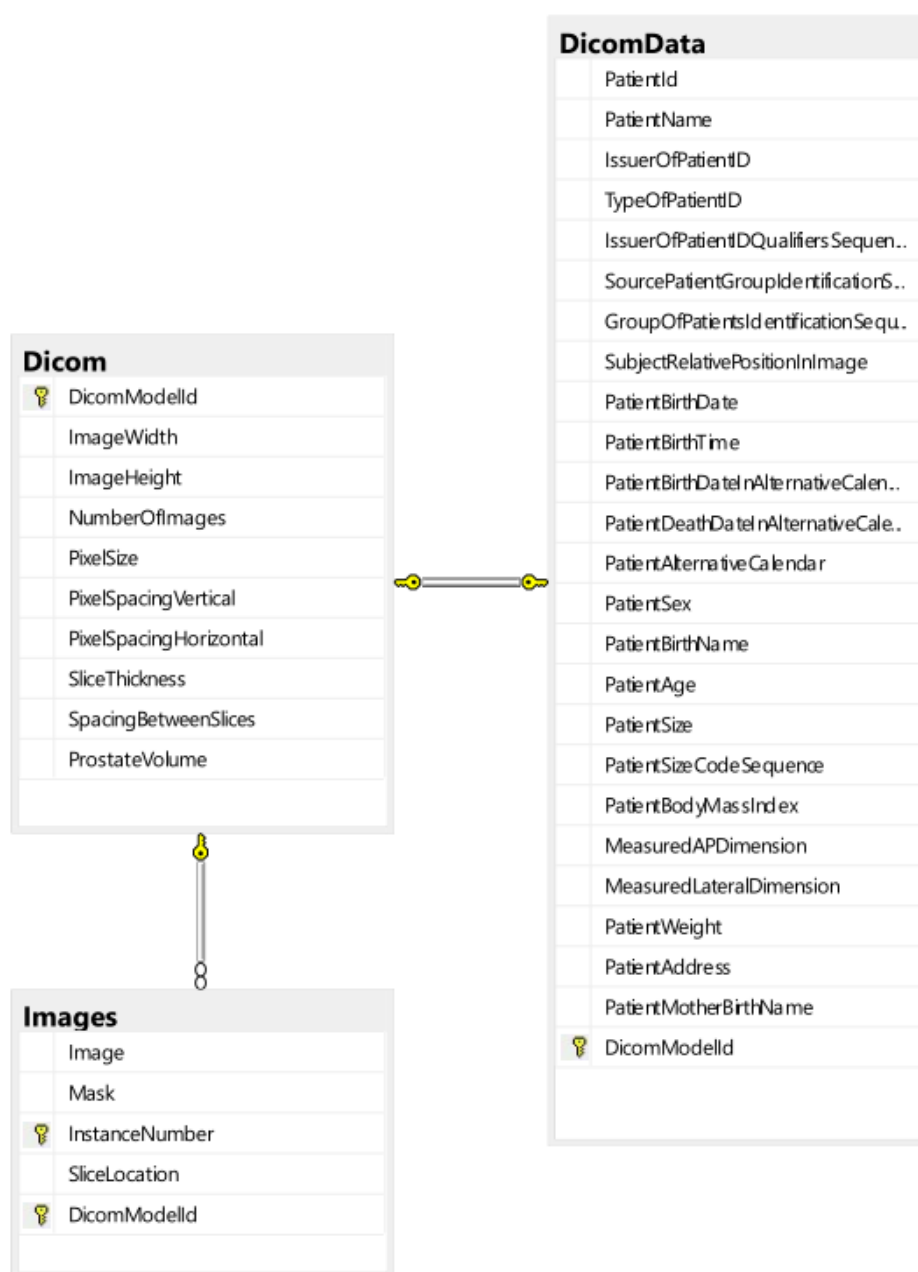 DicomData
PatientId
PatientName
IssuerOfPatientID
TypeOfPatientID
IssuerOfPatientIDQualifiersSequen...
SourcePatientGroupIdentificationS...
GroupOfPatientsIdentificationSequ...
SubjectRelativePositionInImage
PatientBirthDate
PatientBirthTime
PatientBirthDateInAlternativeCalen...
PatientDeathDateInAlternativeCale...
PatientAlternativeCalendar
PatientSex
PatientBirthName
PatientAge
PatientSize
PatientSizeCodeSequence
PatientBodyMassIndex
MeasuredAPDimension
MeasuredLateralDimension
PatientWeight
PatientAddress
PatientMotherBirthName
DicomModelId
Dicom
DicomModelId
ImageWidth
ImageHeight
NumberOfImages
PixelSize
PixelSpacingVertical
PixelSpacingHorizontal
SliceThickness
SpacingBetweenSlices
ProstateVolume
Images
Image
Mask
InstanceNumber
SliceLocation
DicomModelId